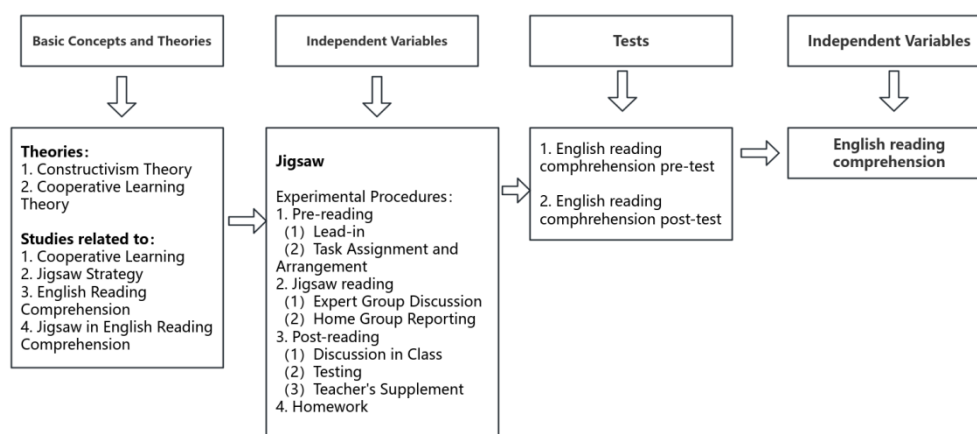 Basic Concepts and Theories
Independent Variables
Tests
Independent Variables
Theories:
1. Constructivism Theory
2. Cooperative Learning
Theory
Studies related to:
1. Cooperative Learning
2. Jigsaw Strategy
3. English Reading
Comprehension
4. Jigsaw in English Reading
Comprehension
Jigsaw
Experimental Procedures:
1. Pre-reading
(1) Lead-in
(2) Task Assignment and
Arrangement
2. Jigsaw reading
(1) Expert Group Discussion
(2) Home Group Reporting
3. Post-reading
(1) Discussion in Class
(2) Testing
(3) Teacher's Supplement
4. Homework
1. English reading
comphrehension pre-test
2. English reading
comphrehension post-test
English reading
comprehension